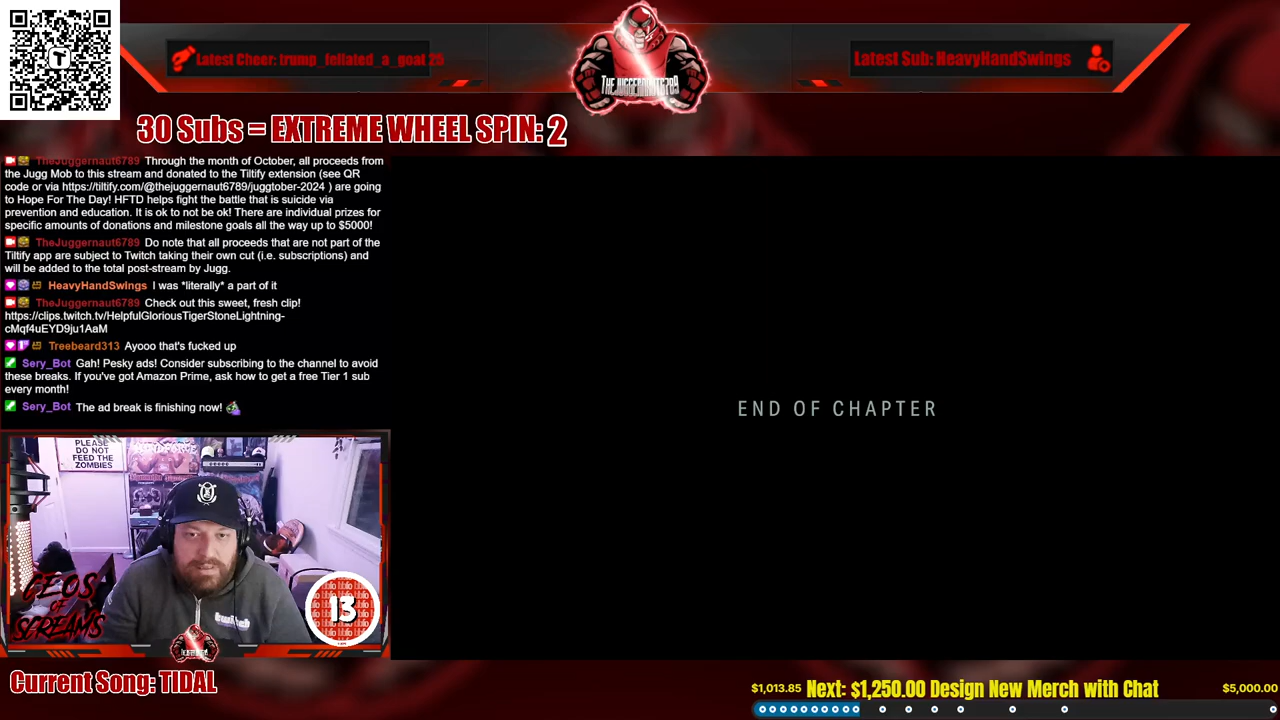 Latest Cheer: trump_fellated_a_goat 25
THEJUGGERNAUT6789
Latest Sub: HeavyHandSwings
30 Subs = EXTREME WHEEL SPIN: 2
TheJuggernaut6789 Through the month of October, all proceeds from
the Jugg Mob to this stream and donated to the Tiltify extension (see QR
code or via https://tiltify.com/@thejuggernaut6789/juggtober-2024 ) are going
to Hope For The Day! HFTD helps fight the battle that is suicide via
prevention and education. It is ok to not be ok! There are individual prizes for
specific amounts of donations and milestone goals all the way up to $5000!
TheJuggernaut6789 Do note that all proceeds that are not part of the
Tiltify app are subject to Twitch taking their own cut (i.e. subscriptions) and
will be added to the total post-stream by Jugg.
HeavyHandSwings I was *literally* a part of it
TheJuggernaut6789 Check out this sweet, fresh clip!
https://clips.twitch.tv/HelpfulGloriousTigerStoneLightning-
cMqf4uEYD9ju1AaM
Treebeard313 Ayooo that's fucked up
Sery_Bot Gah! Pesky ads! Consider subscribing to the channel to avoid
these breaks. If you've got Amazon Prime, ask how to get a free Tier 1 sub
every month!
Sery_Bot The ad break is finishing now!
END OF CHAPTER
PLEASE
DO NOT
FEED THE
ZOMBIES
GEOS
OF
SCREAMS
twitch
13
Current Song: TIDAL
$1,013.85 Next: $1,250.00 Design New Merch with Chat $5,000.00